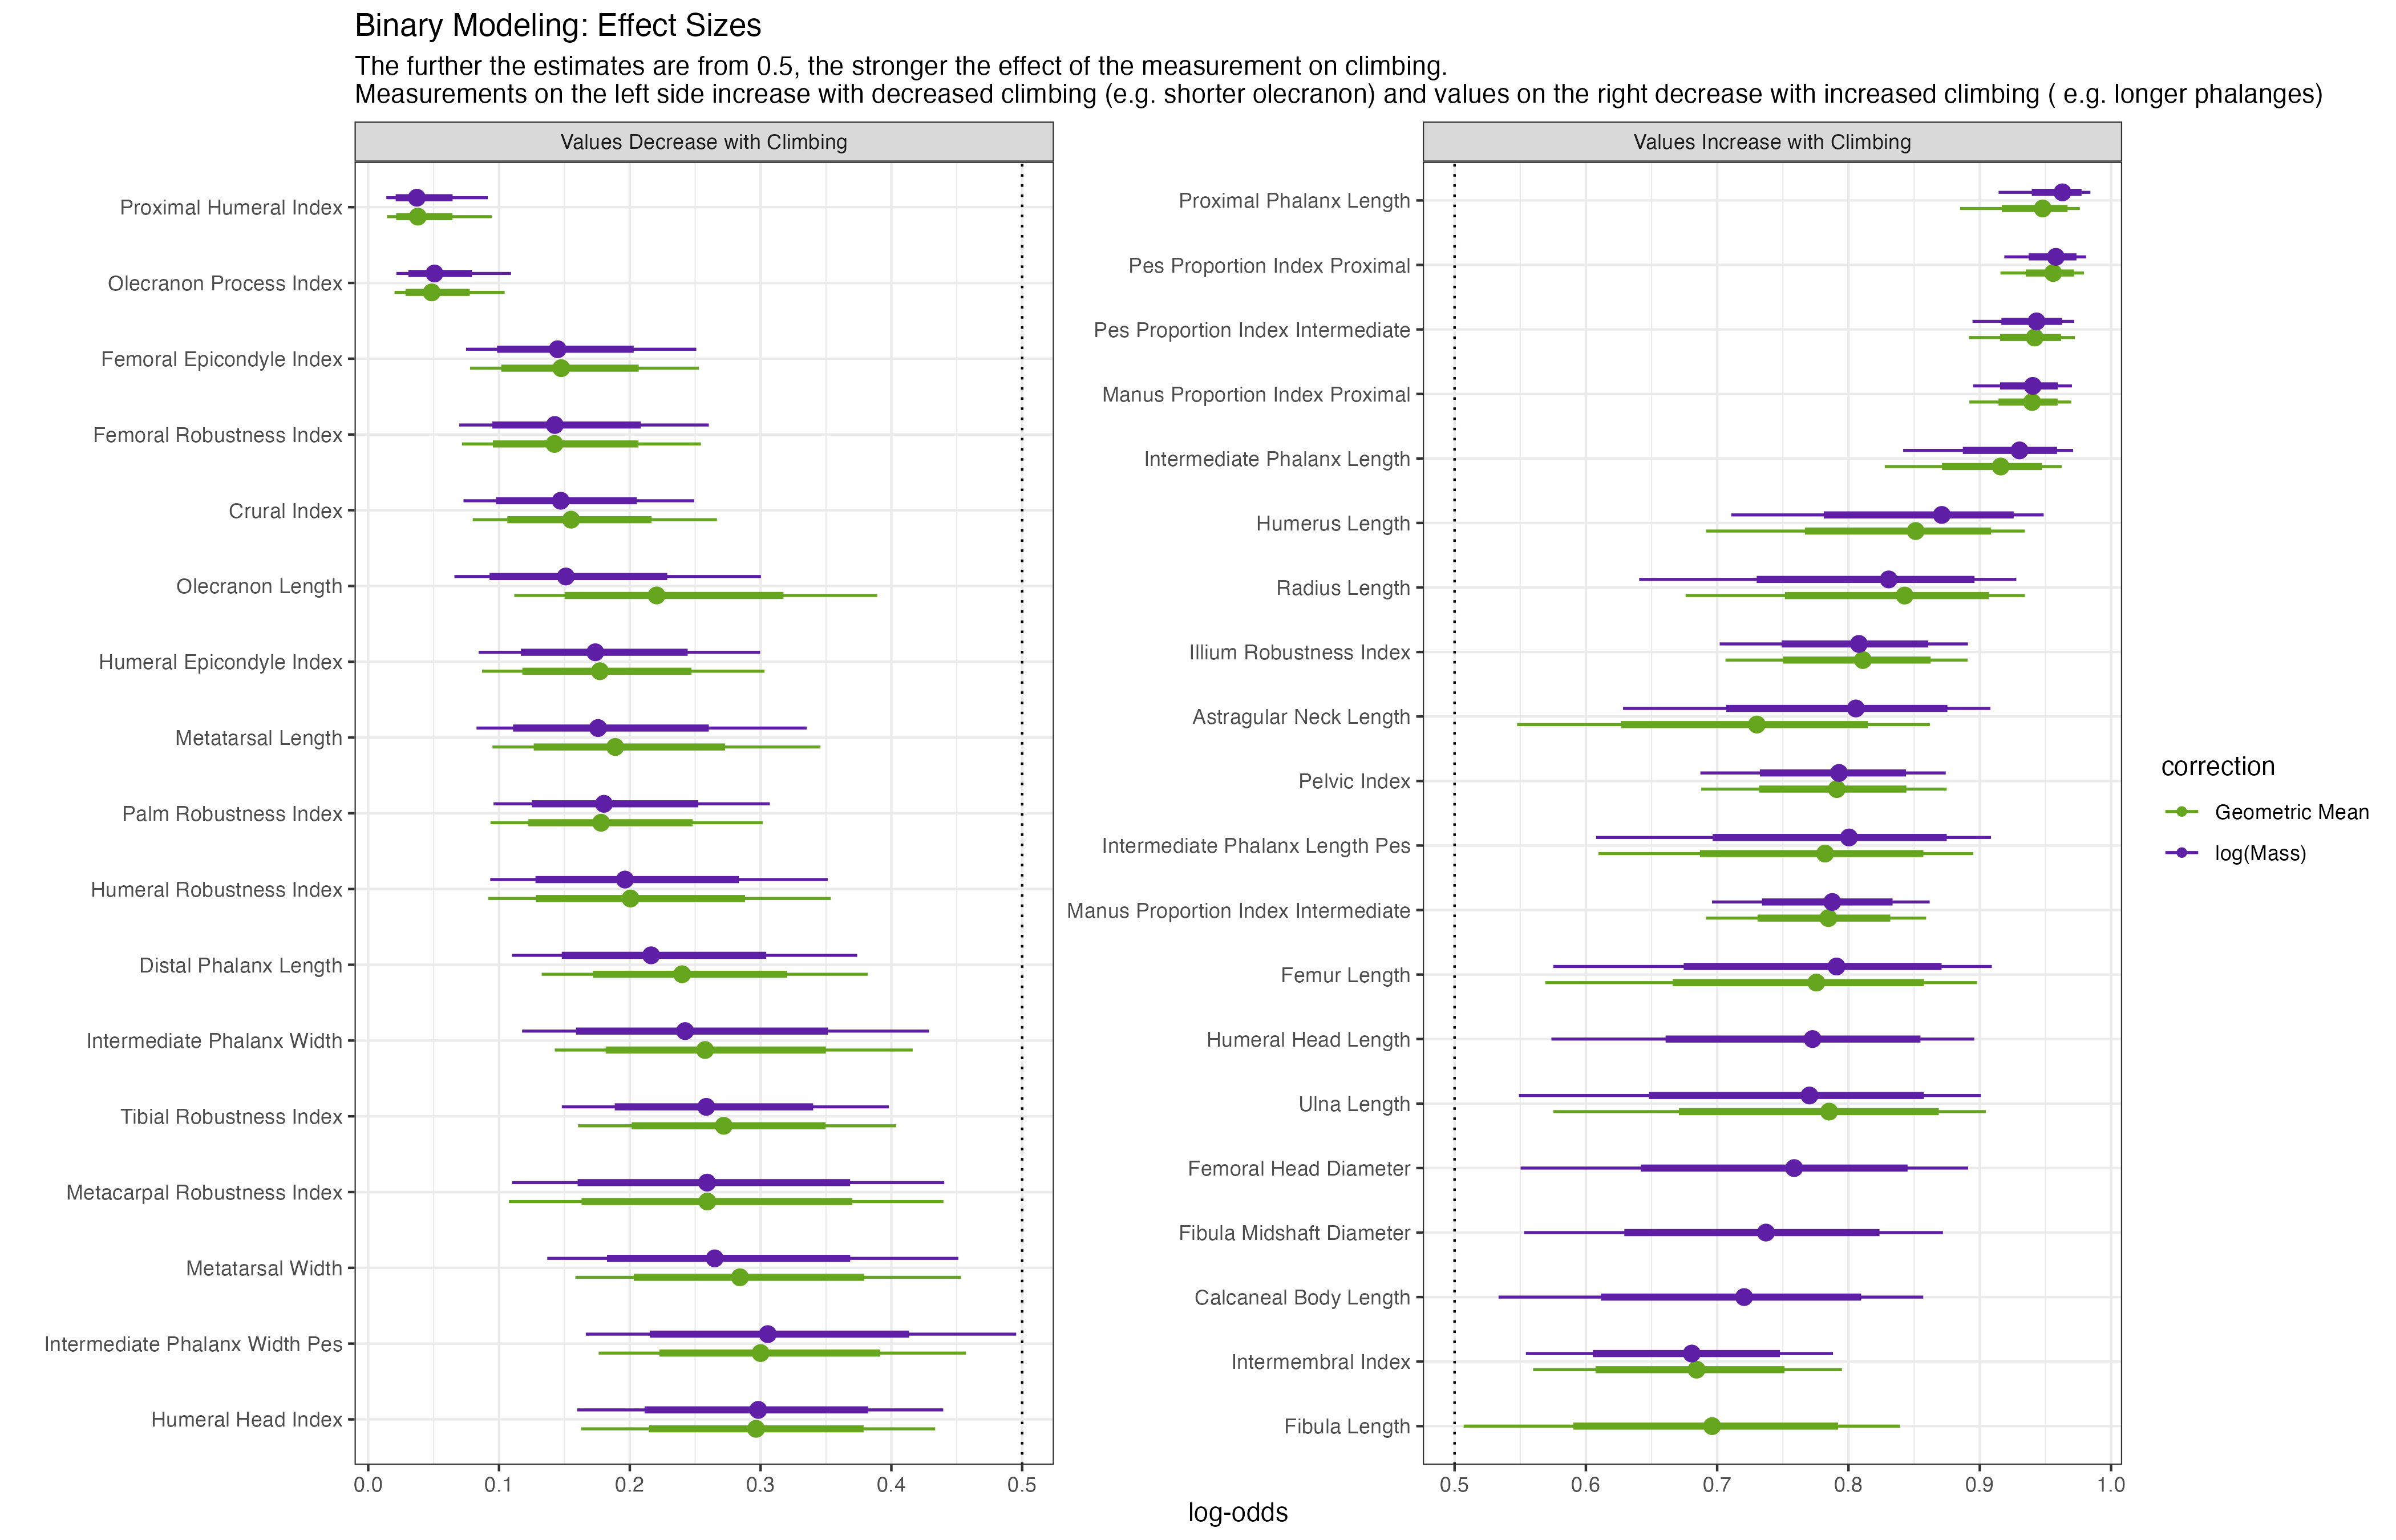 Binary Modeling: Effect Sizes
The further the estimates are from 0.5, the stronger the effect of the measurement on climbing.
Measurements on the left side increase with decreased climbing (e.g. shorter olecranon) and values on the right decrease with increased climbing ( e.g. longer phalanges)
Values Decrease with Climbing
Proximal Humeral Index
Olecranon Process Index
Femoral Epicondyle Index
Femoral Robustness Index
Crural Index
Olecranon Length
Humeral Epicondyle Index
Metatarsal Length
Palm Robustness Index
Humeral Robustness Index
Distal Phalanx Length
Intermediate Phalanx Width
Tibial Robustness Index
Metacarpal Robustness Index
Metatarsal Width
Intermediate Phalanx Width Pes
Humeral Head Index
0.0 0.1 0.2 0.3 0.4 0.5
Values Increase with Climbing
Proximal Phalanx Length
Pes Proportion Index Proximal
Pes Proportion Index Intermediate
Manus Proportion Index Proximal
Intermediate Phalanx Length
Humerus Length
Radius Length
Illium Robustness Index
Astragular Neck Length
Pelvic Index
Intermediate Phalanx Length Pes
Manus Proportion Index Intermediate
Femur Length
Humeral Head Length
Ulna Length
Femoral Head Diameter
Fibula Midshaft Diameter
Calcaneal Body Length
Intermembral Index
Fibula Length
0.5 0.6 0.7 0.8 0.9 1.0
log-odds
correction
Geometric Mean
log(Mass)